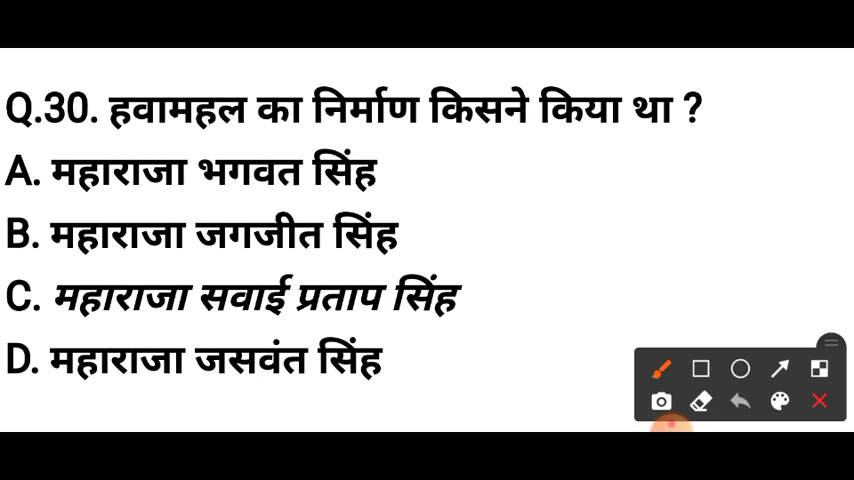 Q.30. हवामहल का निर्माण किसने किया था ?
A. महाराजा भगवत सिंह
B. महाराजा जगजीत सिंह
C. महाराजा सवाई प्रताप सिंह
D. महाराजा जसवंत सिंह